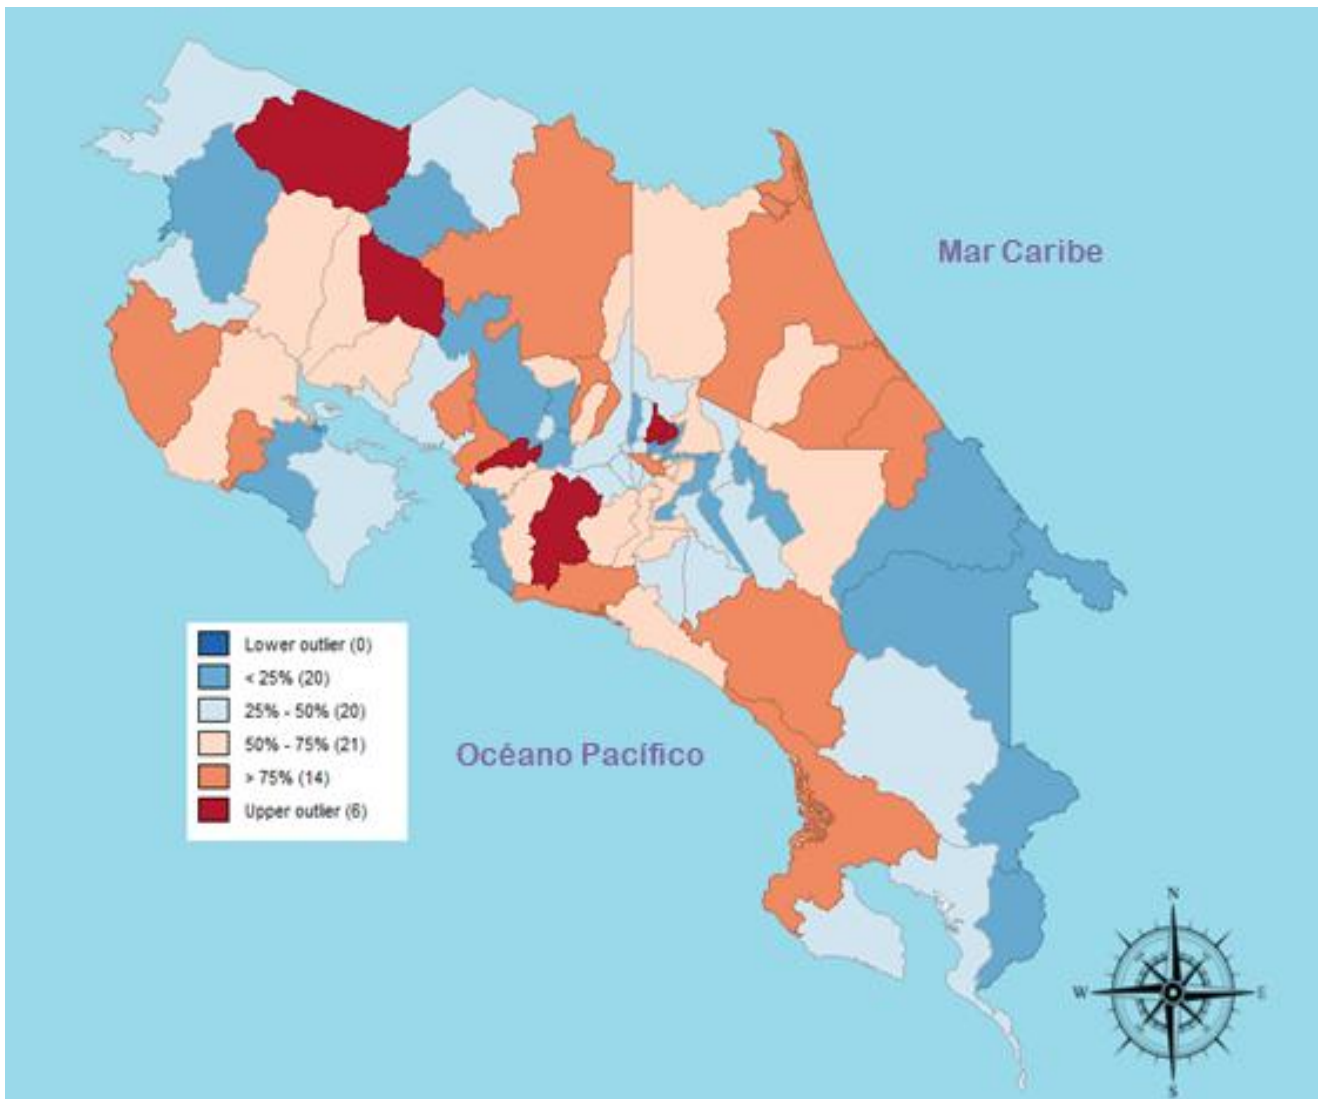 Mar Caribe
Lower outlier (0)
< 25% (20)
25% - 50% (20)
50% - 75% (21)
> 75% (14)
Upper outlier (6)
Océano Pacífico
N
W
E
S